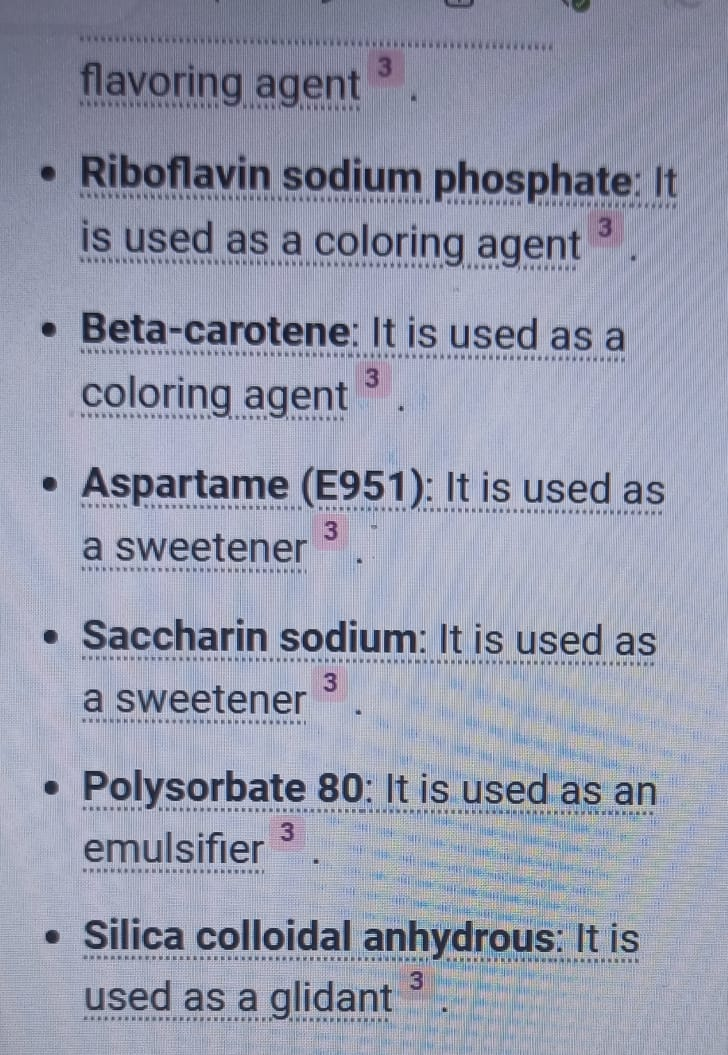 flavoring agent 3 .
• Riboflavin sodium phosphate: It
is used as a coloring agent 3 .
• Beta-carotene: It is used as a
coloring agent 3 .
• Aspartame (E951): It is used as
a sweetener 3 .
• Saccharin sodium: It is used as
a sweetener 3 .
• Polysorbate 80: It is used as an
emulsifier 3 .
• Silica colloidal anhydrous: It is
used as a glidant 3 .